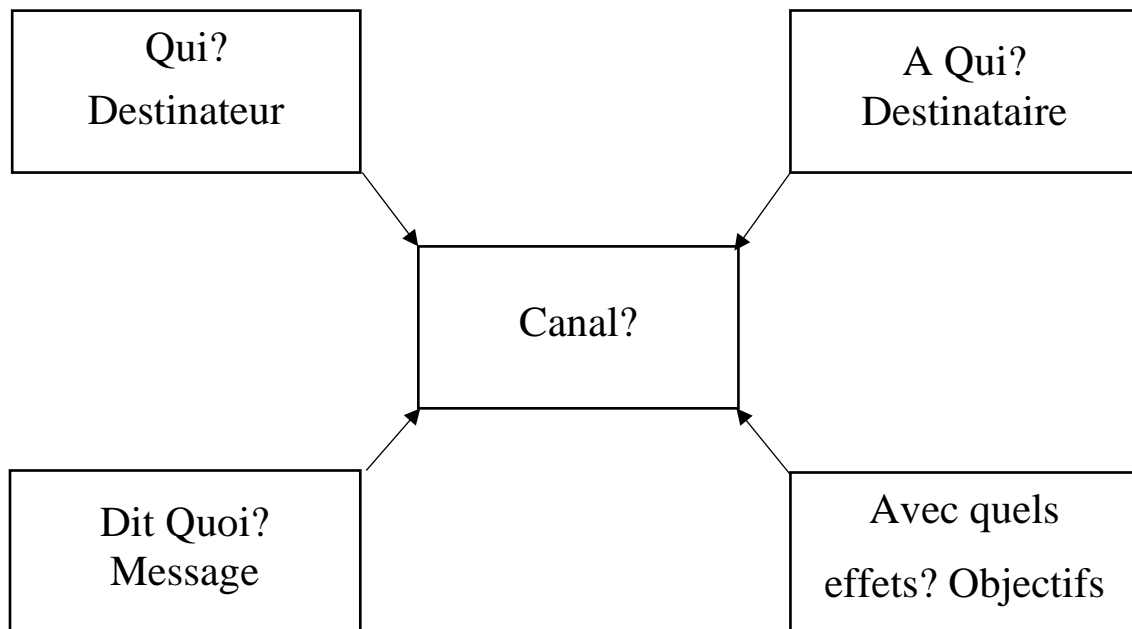 Qui?
Destinateur
A Qui?
Destinataire
Canal?
Dit Quoi?
Message
Avec quels
effets? Objectifs